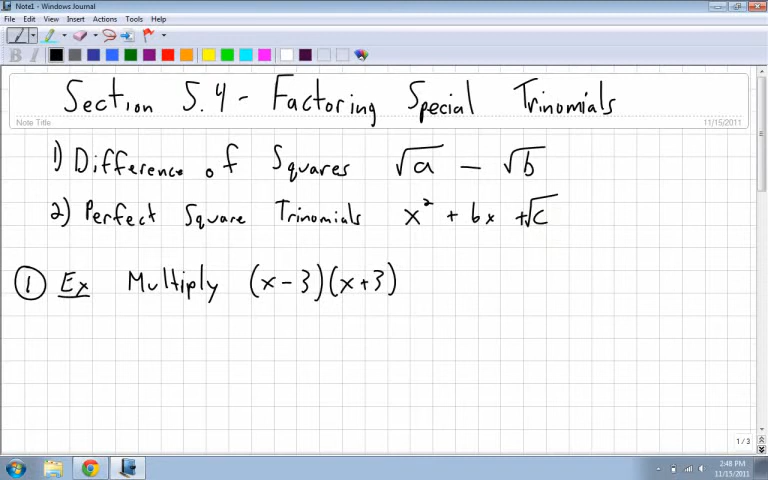 Note1 - Windows Journal
File Edit View Insert Actions Tools Help
B I
Section 5.4 - Factoring Special Trinomials
Note Title
11/15/2011
1) Difference of Squares √a - √b
2) Perfect Square Trinomials x² + bx + √c
① Ex Multiply (x - 3)(x + 3)
1 / 3
2:48 PM
11/15/2011